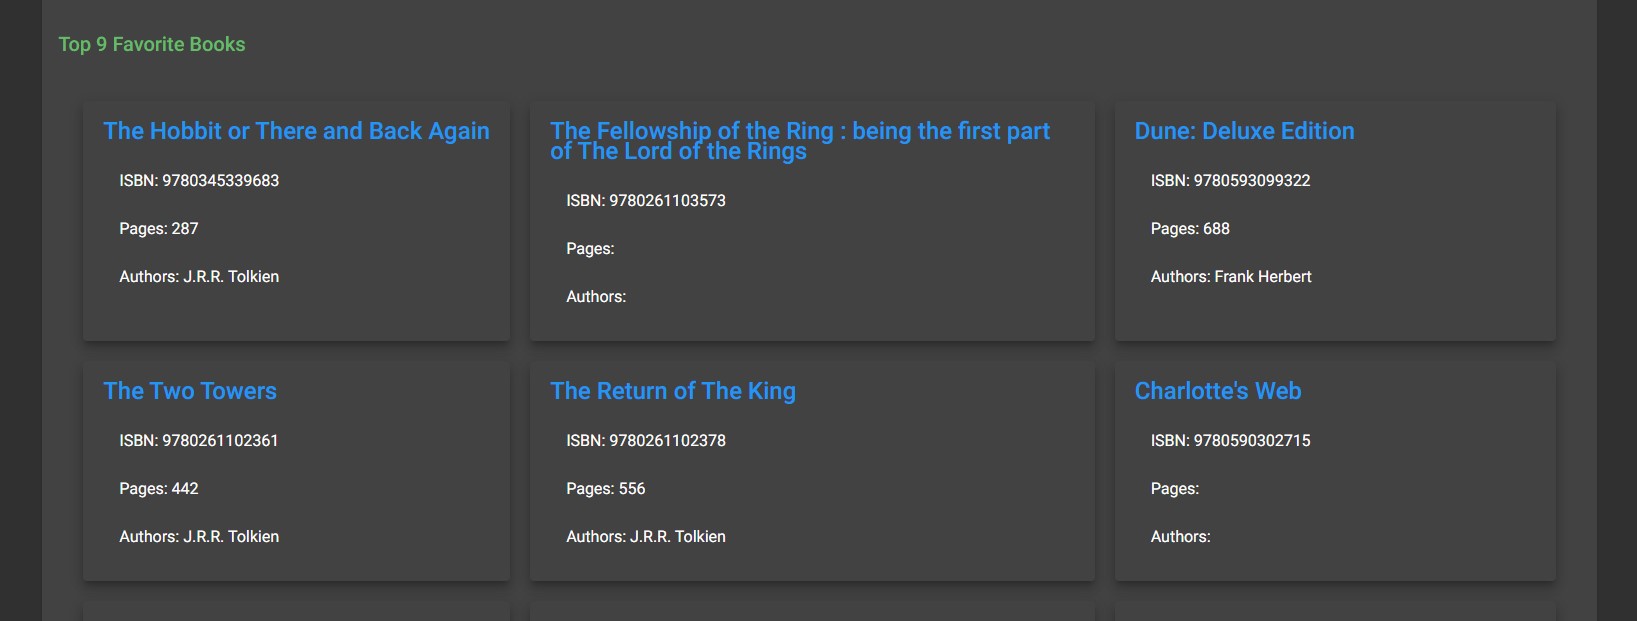 Top 9 Favorite Books
The Hobbit or There and Back Again
ISBN: 9780345339683
Pages: 287
Authors: J.R.R. Tolkien
The Fellowship of the Ring : being the first part
of The Lord of the Rings
ISBN: 9780261103573
Pages:
Authors:
Dune: Deluxe Edition
ISBN: 9780593099322
Pages: 688
Authors: Frank Herbert
The Two Towers
ISBN: 9780261102361
Pages: 442
Authors: J.R.R. Tolkien
The Return of The King
ISBN: 9780261102378
Pages: 556
Authors: J.R.R. Tolkien
Charlotte's Web
ISBN: 9780590302715
Pages:
Authors: